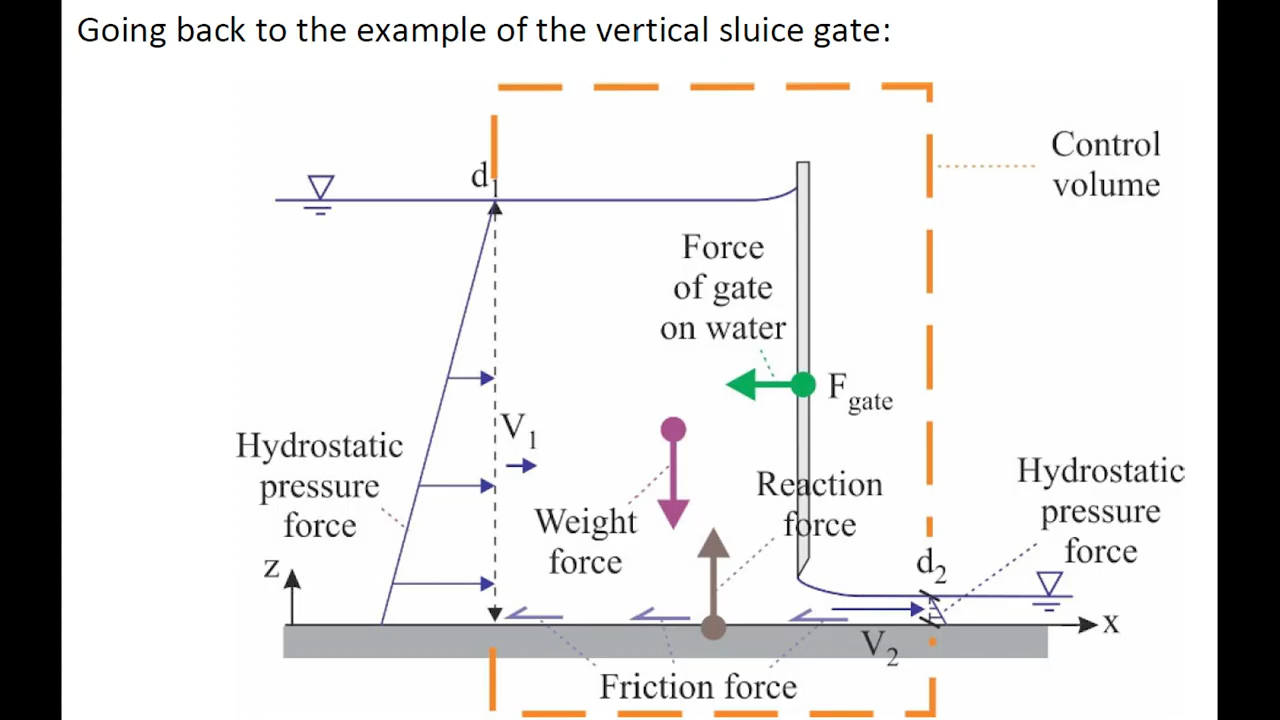 Going back to the example of the vertical sluice gate:
d1
Control
volume
Force
of gate
on water
Fgate
V1
Hydrostatic
pressure
force
Weight
force
Reaction
force
Hydrostatic
pressure
force
d2
z
x
V2
Friction force